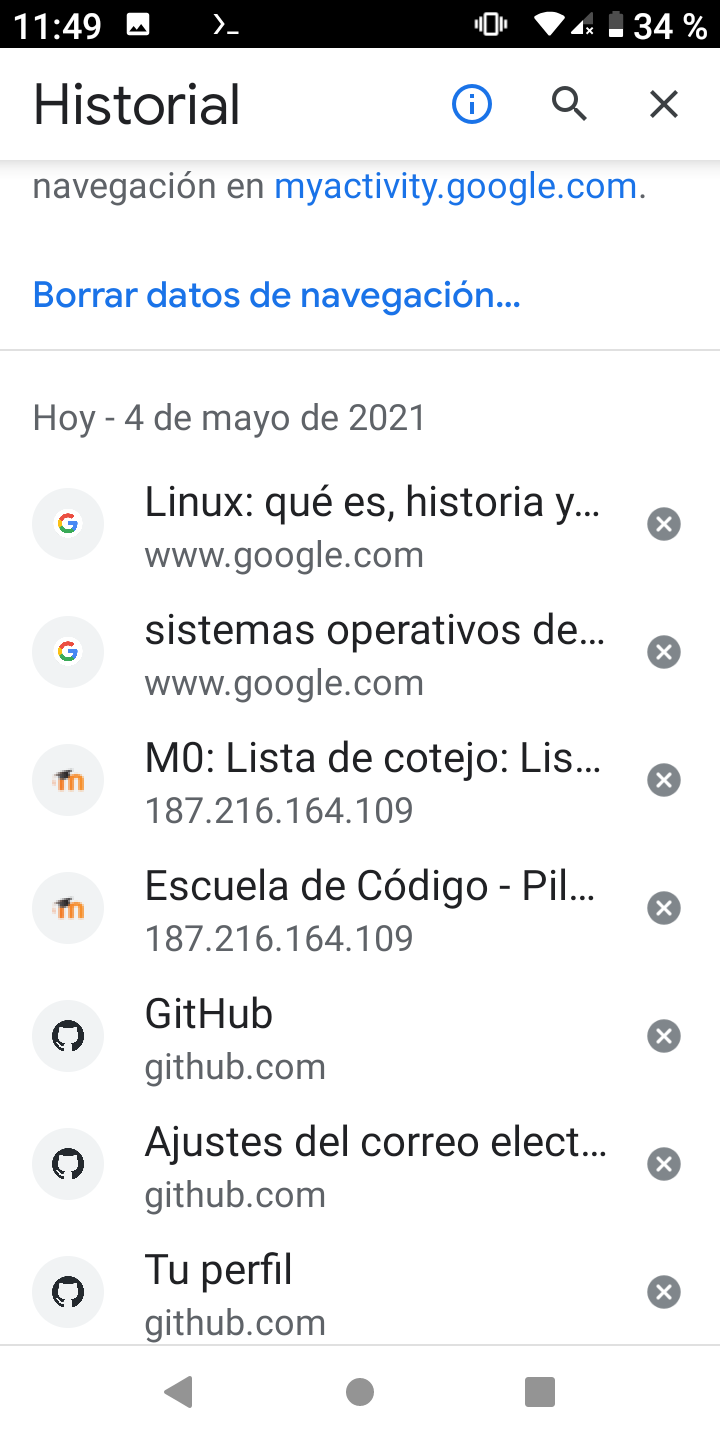 11:49
34 %
Historial
navegación en myactivity.google.com.
Borrar datos de navegación...
Hoy - 4 de mayo de 2021
Linux: qué es, historia y...
www.google.com
sistemas operativos de...
www.google.com
M0: Lista de cotejo: Lis...
187.216.164.109
Escuela de Código - Pil...
187.216.164.109
GitHub
github.com
Ajustes del correo elect...
github.com
Tu perfil
github.com